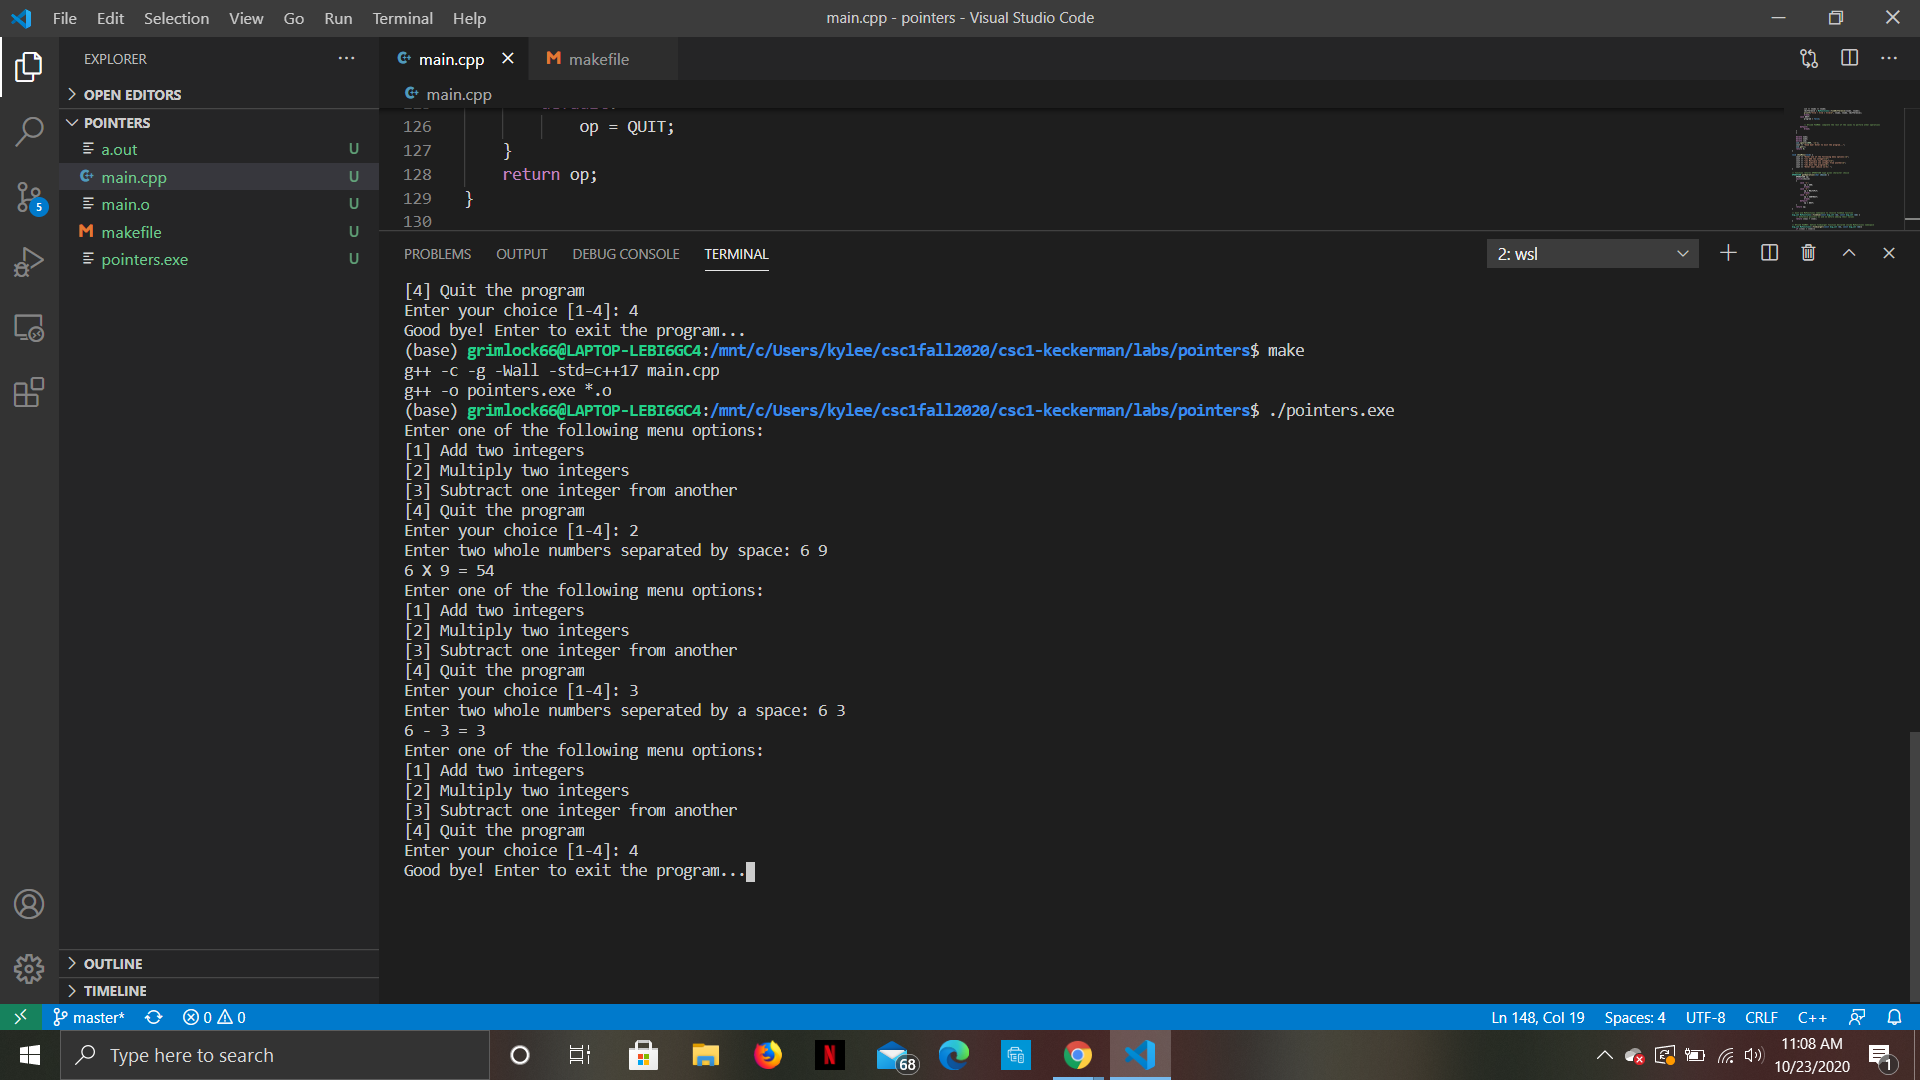 File Edit Selection View Go Run Terminal Help
main.cpp - pointers - Visual Studio Code
EXPLORER
OPEN EDITORS
POINTERS
a.out U
main.cpp U
main.o U
makefile U
pointers.exe U
OUTLINE
TIMELINE
5
main.cpp
makefile
main.cpp
126 op = QUIT;
127 }
128 return op;
129 }
130
PROBLEMS OUTPUT DEBUG CONSOLE TERMINAL
2: wsl
[4] Quit the program
Enter your choice [1-4]: 4
Good bye! Enter to exit the program...
(base) grimlock66@LAPTOP-LEBI6GC4:/mnt/c/Users/kylee/csc1fall2020/csc1-keckerman/labs/pointers$ make
g++ -c -g -Wall -std=c++17 main.cpp
g++ -o pointers.exe *.o
(base) grimlock66@LAPTOP-LEBI6GC4:/mnt/c/Users/kylee/csc1fall2020/csc1-keckerman/labs/pointers$ ./pointers.exe
Enter one of the following menu options:
[1] Add two integers
[2] Multiply two integers
[3] Subtract one integer from another
[4] Quit the program
Enter your choice [1-4]: 2
Enter two whole numbers separated by space: 6 9
6 X 9 = 54
Enter one of the following menu options:
[1] Add two integers
[2] Multiply two integers
[3] Subtract one integer from another
[4] Quit the program
Enter your choice [1-4]: 3
Enter two whole numbers seperated by a space: 6 3
6 - 3 = 3
Enter one of the following menu options:
[1] Add two integers
[2] Multiply two integers
[3] Subtract one integer from another
[4] Quit the program
Enter your choice [1-4]: 4
Good bye! Enter to exit the program...
master* 0 0
Ln 148, Col 19 Spaces: 4 UTF-8 CRLF C++
Type here to search
68
11:08 AM
10/23/2020
1